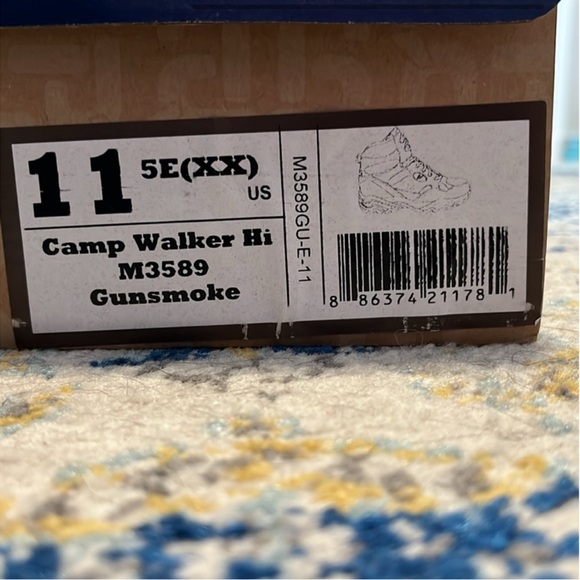 11 5E(XX)
US
Camp Walker Hi
M3589
Gunsmoke
M3589GU-E-11
8 86374 21178 1